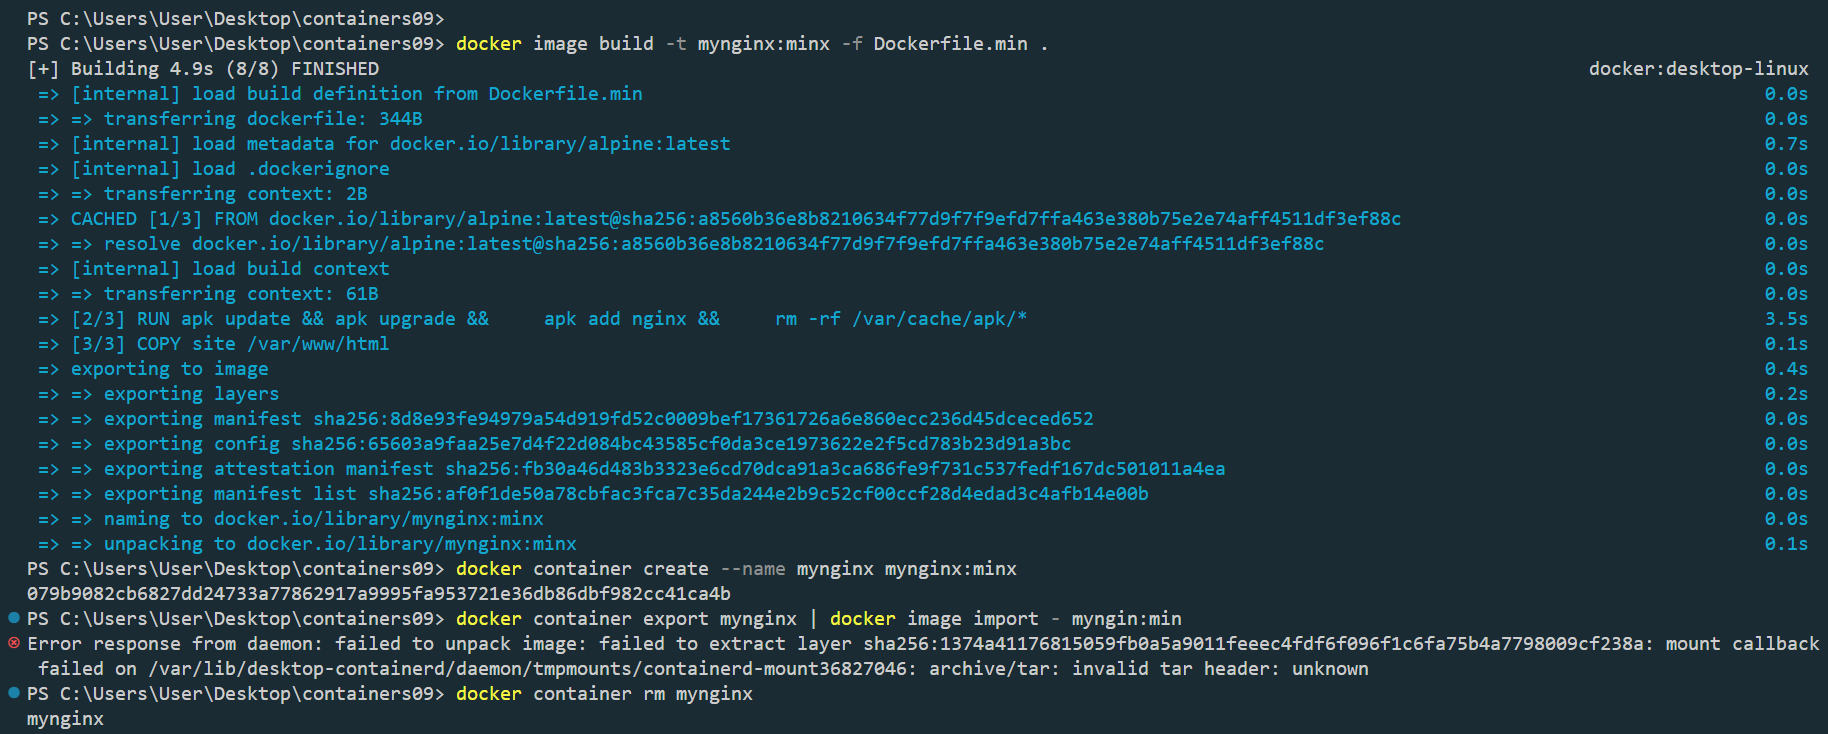 PS C:\Users\User\Desktop\containers09>
PS C:\Users\User\Desktop\containers09> docker image build -t mynginx:minx -f Dockerfile.min .
[+] Building 4.9s (8/8) FINISHED docker:desktop-linux
=> [internal] load build definition from Dockerfile.min 0.0s
=> => transferring dockerfile: 344B 0.0s
=> [internal] load metadata for docker.io/library/alpine:latest 0.7s
=> [internal] load .dockerignore 0.0s
=> => transferring context: 2B 0.0s
=> CACHED [1/3] FROM docker.io/library/alpine:latest@sha256:a8560b36e8b8210634f77d9f7f9efd7ffa463e380b75e2e74aff4511df3ef88c 0.0s
=> => resolve docker.io/library/alpine:latest@sha256:a8560b36e8b8210634f77d9f7f9efd7ffa463e380b75e2e74aff4511df3ef88c 0.0s
=> [internal] load build context 0.0s
=> => transferring context: 61B 0.0s
=> [2/3] RUN apk update && apk upgrade &&     apk add nginx &&     rm -rf /var/cache/apk/* 3.5s
=> [3/3] COPY site /var/www/html 0.1s
=> exporting to image 0.4s
=> => exporting layers 0.2s
=> => exporting manifest sha256:8d8e93fe94979a54d919fd52c0009bef17361726a6e860ecc236d45dceced652 0.0s
=> => exporting config sha256:65603a9faa25e7d4f22d084bc43585cf0da3ce1973622e2f5cd783b23d91a3bc 0.0s
=> => exporting attestation manifest sha256:fb30a46d483b3323e6cd70dca91a3ca686fe9f731c537fedf167dc501011a4ea 0.0s
=> => exporting manifest list sha256:af0f1de50a78cbfac3fca7c35da244e2b9c52cf00ccf28d4edad3c4afb14e00b 0.0s
=> => naming to docker.io/library/mynginx:minx 0.0s
=> => unpacking to docker.io/library/mynginx:minx 0.1s
PS C:\Users\User\Desktop\containers09> docker container create --name mynginx mynginx:minx
079b9082cb6827dd24733a77862917a9995fa953721e36db86dbf982cc41ca4b
PS C:\Users\User\Desktop\containers09> docker container export mynginx | docker image import - myngin:min
Error response from daemon: failed to unpack image: failed to extract layer sha256:1374a41176815059fb0a5a9011feeec4fdf6f096f1c6fa75b4a7798009cf238a: mount callback
failed on /var/lib/desktop-containerd/daemon/tmpmounts/containerd-mount36827046: archive/tar: invalid tar header: unknown
PS C:\Users\User\Desktop\containers09> docker container rm mynginx
mynginx